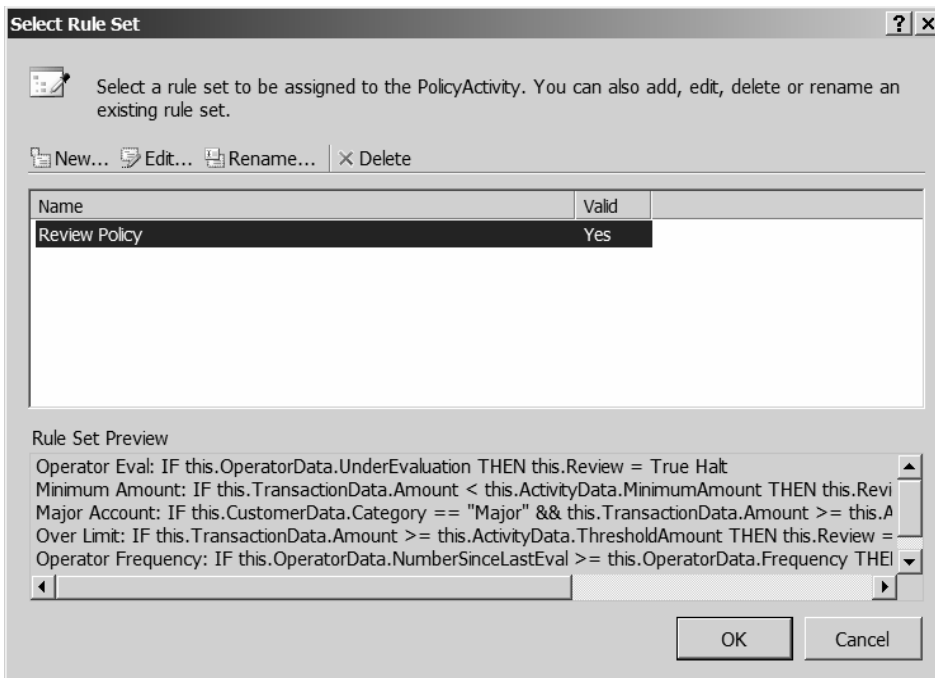 Select Rule Set
Select a rule set to be assigned to the PolicyActivity. You can also add, edit, delete or rename an
existing rule set.
New... Edit... Rename... Delete
Name Valid
Review Policy Yes
Rule Set Preview
Operator Eval: IF this.OperatorData.UnderEvaluation THEN this.Review = True Halt
Minimum Amount: IF this.TransactionData.Amount < this.ActivityData.MinimumAmount THEN this.Revi
Major Account: IF this.CustomerData.Category == "Major" && this.TransactionData.Amount >= this.A
Over Limit: IF this.TransactionData.Amount >= this.ActivityData.ThresholdAmount THEN this.Review =
Operator Frequency: IF this.OperatorData.NumberSinceLastEval >= this.OperatorData.Frequency THE
OK Cancel